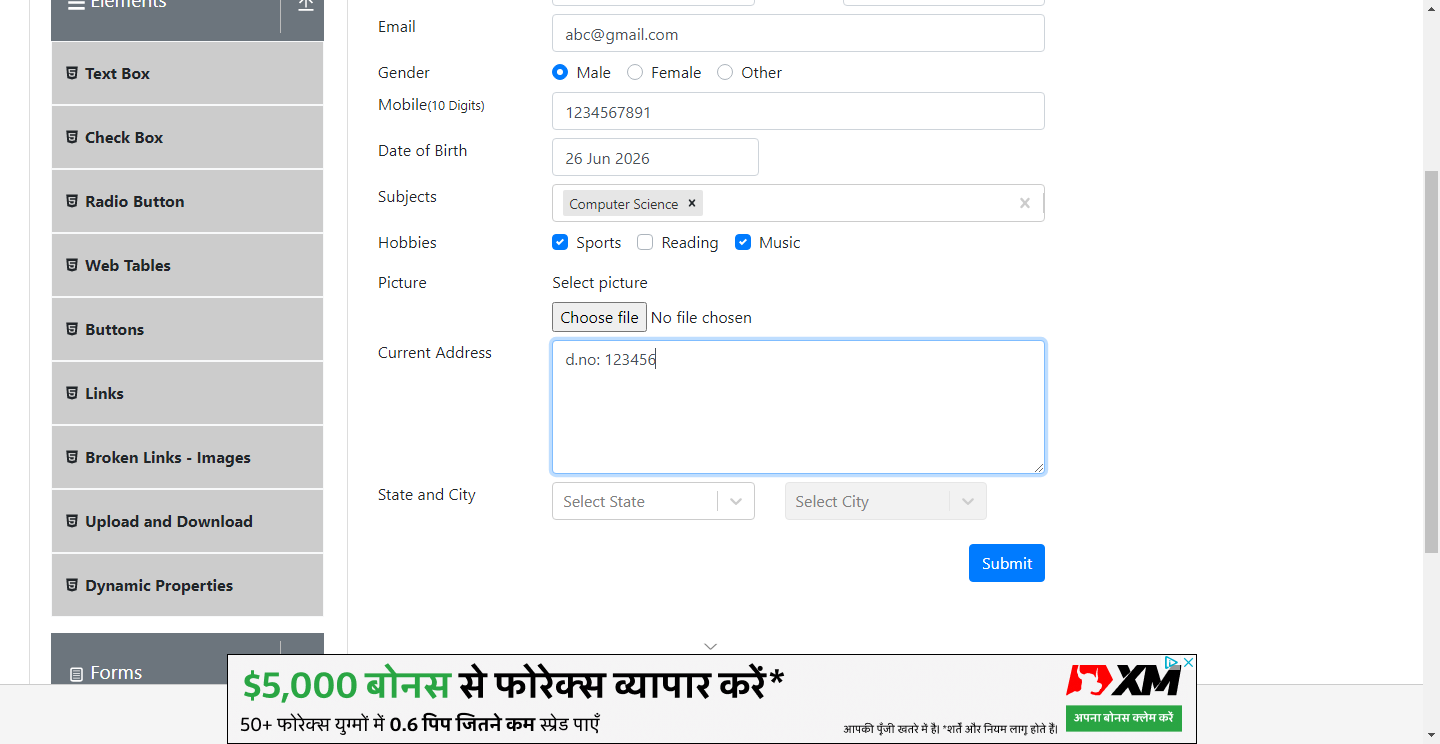 Elements
Text Box
Check Box
Radio Button
Web Tables
Buttons
Links
Broken Links - Images
Upload and Download
Dynamic Properties
Forms
Email
abc@gmail.com
Gender
Male Female Other
Mobile(10 Digits)
1234567891
Date of Birth
26 Jun 2026
Subjects
Computer Science
Hobbies
Sports Reading Music
Picture
Select picture
Choose file No file chosen
Current Address
d.no: 123456
State and City
Select State Select City
Submit
$5,000 बोनस से फोरेक्स व्यापार करें*
50+ फोरेक्स युग्मों में 0.6 पिप जितने कम स्प्रेड पाएँ
आपकी पूँजी खतरे में है। *शर्तें और नियम लागू होते हैं।
XM
अपना बोनस क्लेम करें